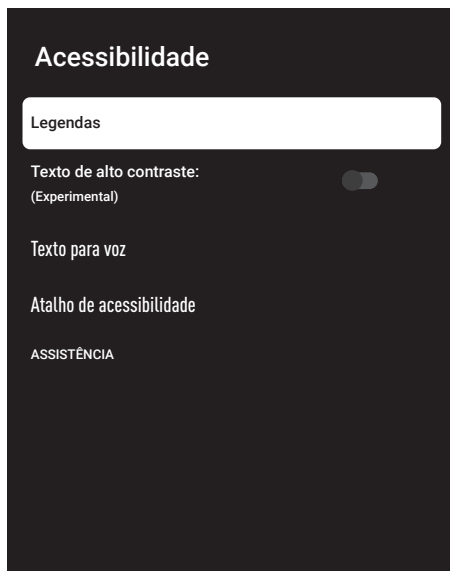 Acessibilidade
Legendas
Texto de alto contraste:
(Experimental)
Texto para voz
Atalho de acessibilidade
ASSISTÊNCIA